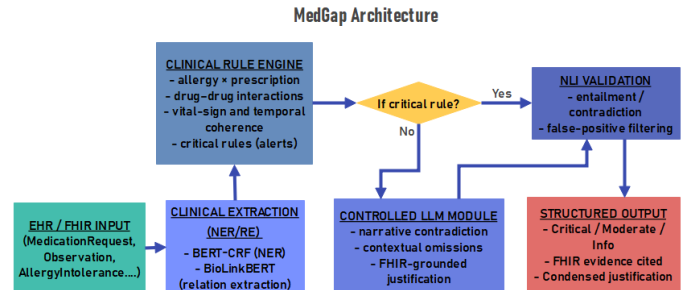 MedGap Architecture
EHR / FHIR INPUT
(MedicationRequest,
Observation,
AllergyIntolerance....)
CLINICAL EXTRACTION
(NER/RE)
- BERT-CRF (NER)
- BioLinkBERT
(relation extraction)
CLINICAL RULE ENGINE
- allergy × prescription
- drug-drug interactions
- vital-sign and temporal
coherence
- critical rules (alerts)
If critical rule?
Yes
No
CONTROLLED LLM MODULE
- narrative contradiction
- contextual omissions
- FHIR-grounded
justification
NLI VALIDATION
- entailment /
contradiction
- false-positive filtering
STRUCTURED OUTPUT
- Critical / Moderate /
Info
- FHIR evidence cited
- Condensed justification